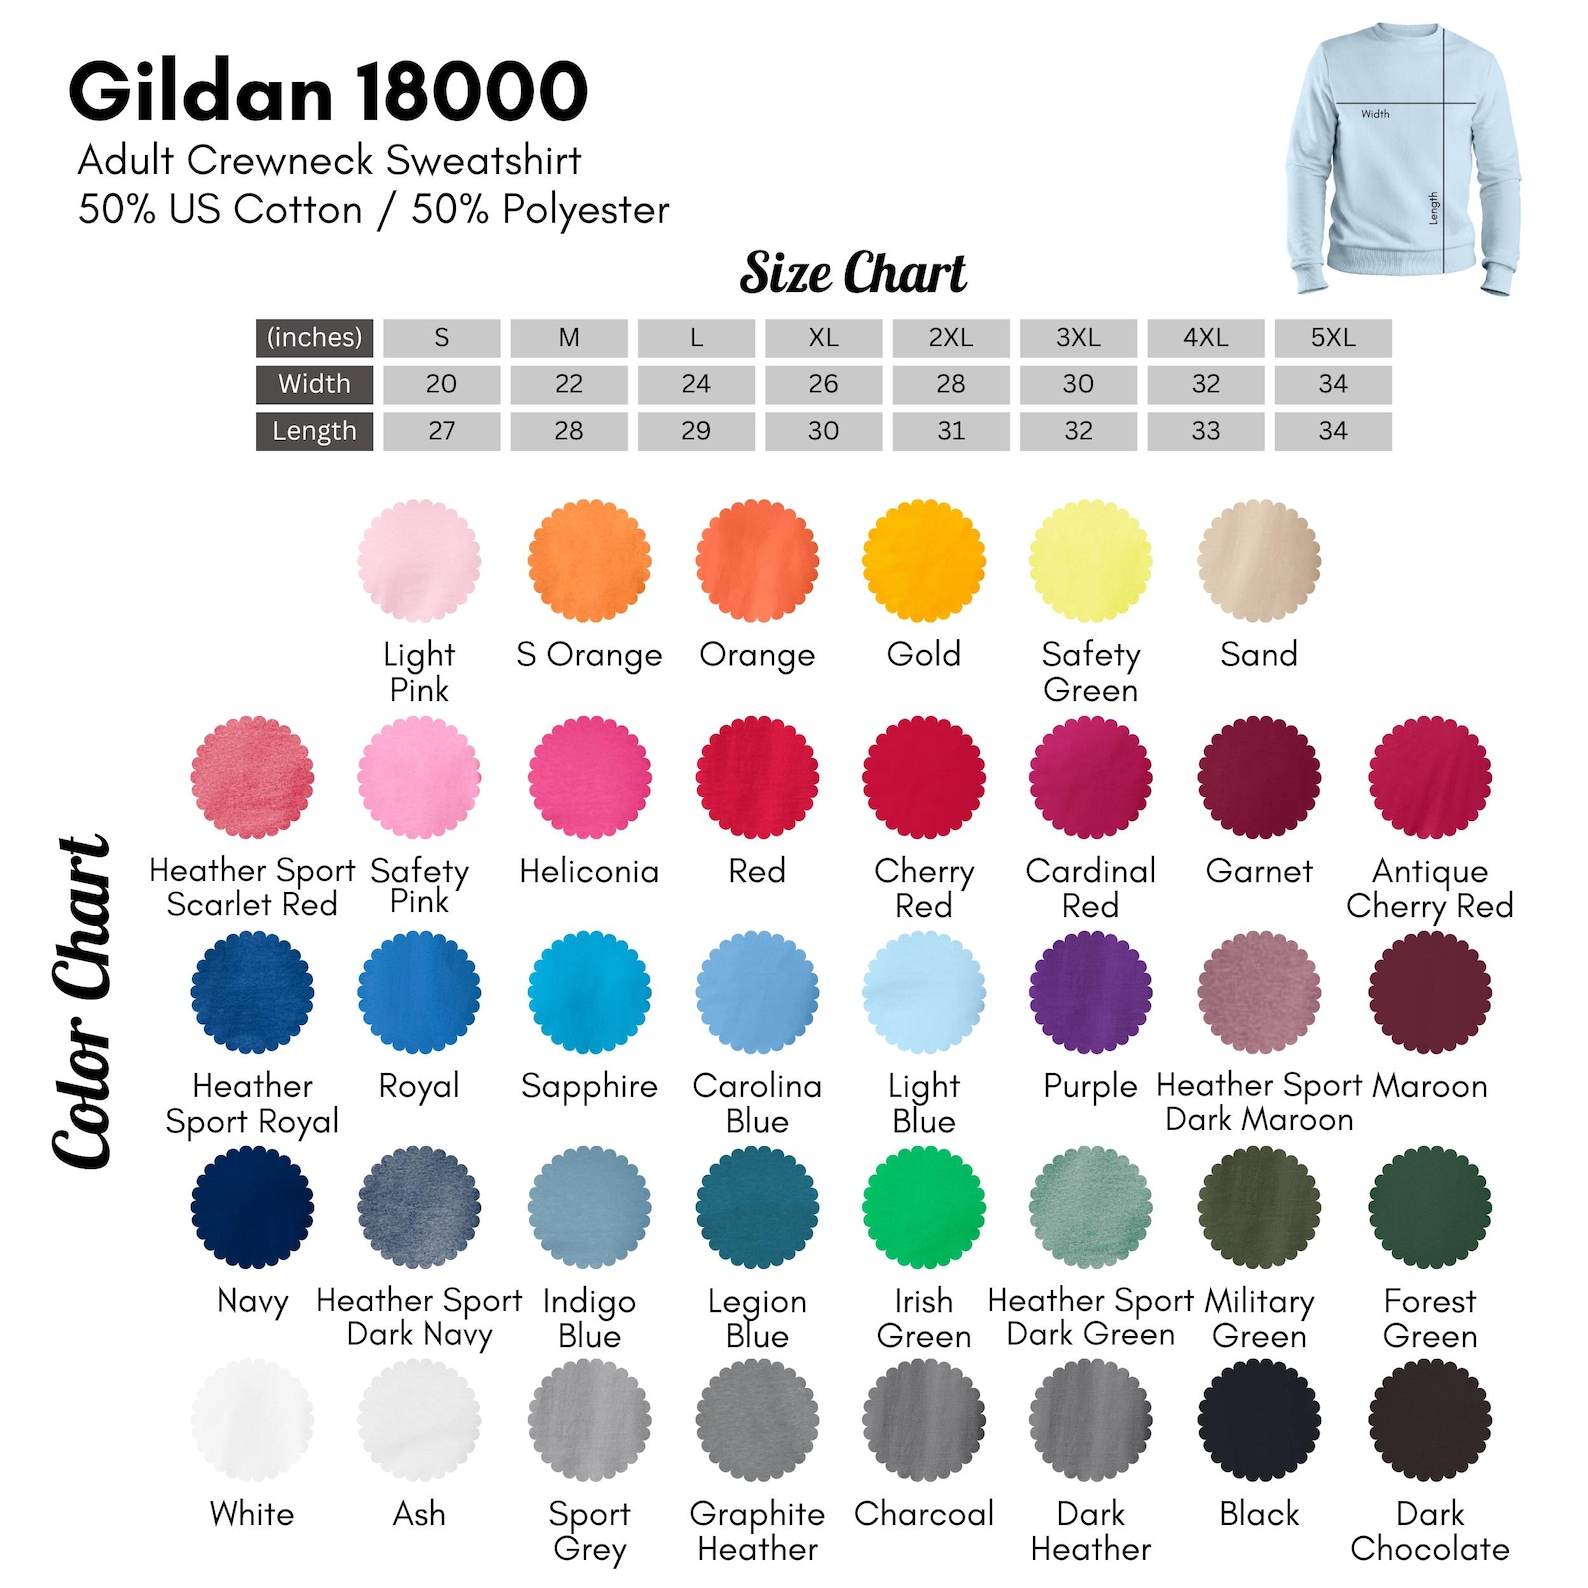 Gildan 18000
Adult Crewneck Sweatshirt
50% US Cotton / 50% Polyester
Width
Length
Size Chart
(inches) S M L XL 2XL 3XL 4XL 5XL
Width 20 22 24 26 28 30 32 34
Length 27 28 29 30 31 32 33 34
Color Chart
Light Pink
S Orange
Orange
Gold
Safety Green
Sand
Heather Sport Scarlet Red
Safety Pink
Heliconia
Red
Cherry Red
Cardinal Red
Garnet
Antique Cherry Red
Heather Sport Royal
Royal
Sapphire
Carolina Blue
Light Blue
Purple
Heather Sport Dark Maroon
Maroon
Navy
Heather Sport Dark Navy
Indigo Blue
Legion Blue
Irish Green
Heather Sport Dark Green
Military Green
Forest Green
White
Ash
Sport Grey
Graphite Heather
Charcoal
Dark Heather
Black
Dark Chocolate